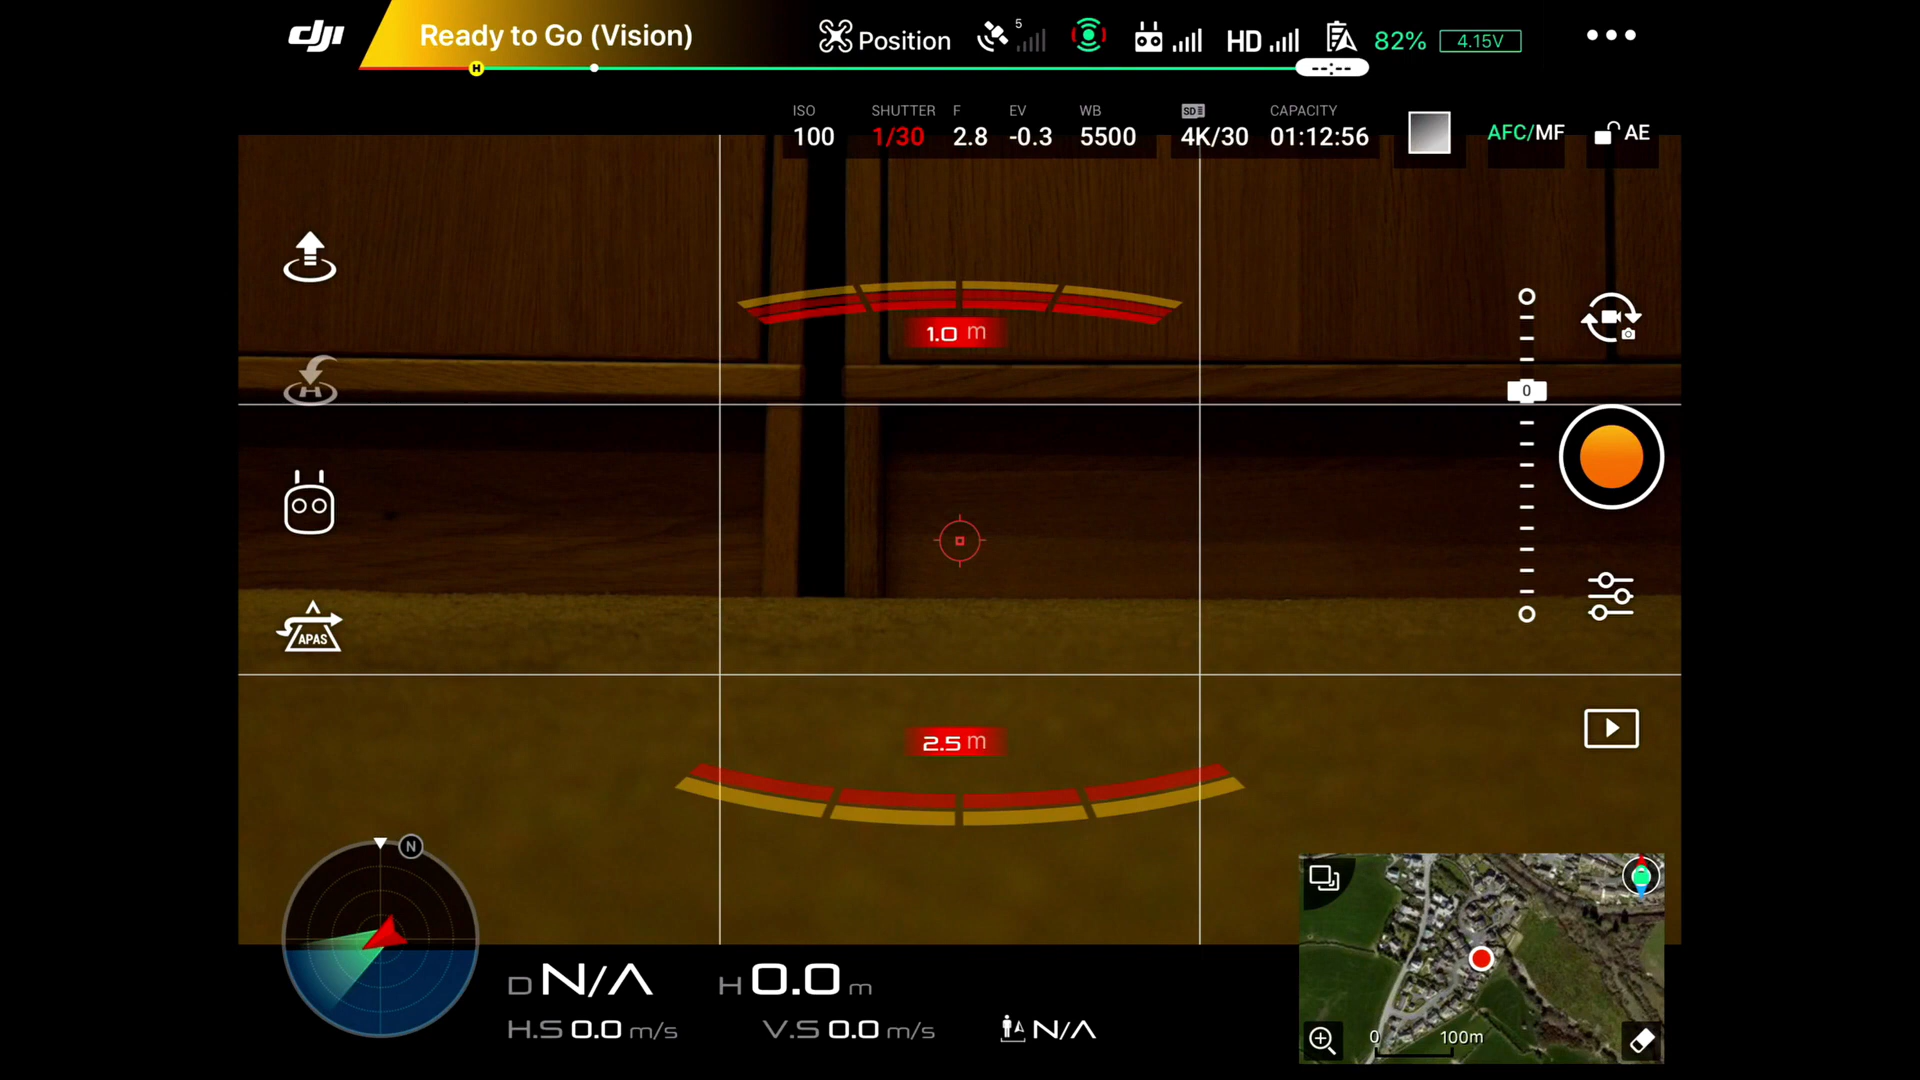 dji
Ready to Go (Vision)
Position
5
HD
82%
4.15V
H
--:--
ISO
100
SHUTTER
1/30
F
2.8
EV
-0.3
WB
5500
SD
4K/30
CAPACITY
01:12:56
AFC/MF
AE
1.0 m
H
0
APAS
2.5 m
N
D N/A
H 0.0 m
H.S 0.0 m/s
V.S 0.0 m/s
N/A
0
100m